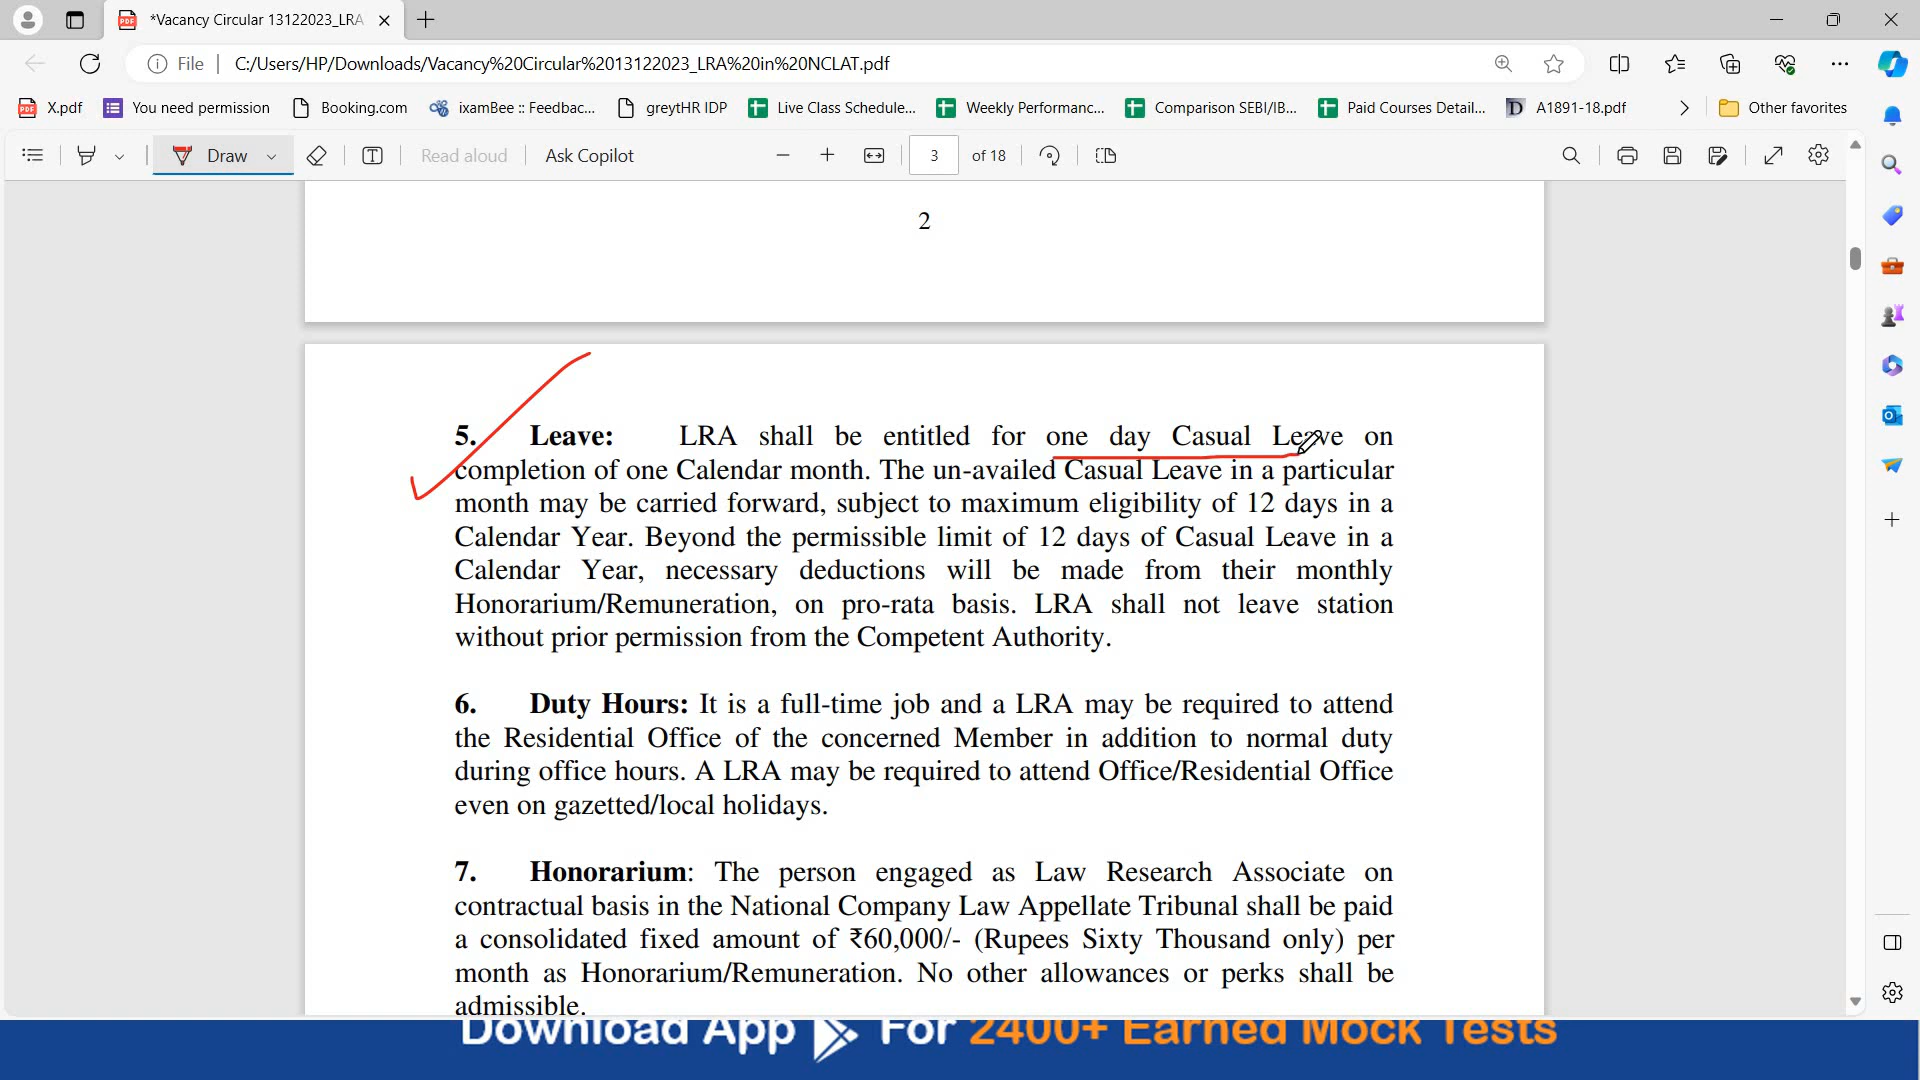 *Vacancy Circular 13122023_LRA
File
C:/Users/HP/Downloads/Vacancy%20Circular%2013122023_LRA%20in%20NCLAT.pdf
X.pdf
You need permission
Booking.com
ixamBee :: Feedbac...
greytHR IDP
Live Class Schedule...
Weekly Performanc...
Comparison SEBI/IB...
Paid Courses Detail...
A1891-18.pdf
Other favorites
Draw
Read aloud
Ask Copilot
3 of 18
2
5. Leave: LRA shall be entitled for one day Casual Leave on
completion of one Calendar month. The un-availed Casual Leave in a particular
month may be carried forward, subject to maximum eligibility of 12 days in a
Calendar Year. Beyond the permissible limit of 12 days of Casual Leave in a
Calendar Year, necessary deductions will be made from their monthly
Honorarium/Remuneration, on pro-rata basis. LRA shall not leave station
without prior permission from the Competent Authority.
6. Duty Hours: It is a full-time job and a LRA may be required to attend
the Residential Office of the concerned Member in addition to normal duty
during office hours. A LRA may be required to attend Office/Residential Office
even on gazetted/local holidays.
7. Honorarium: The person engaged as Law Research Associate on
contractual basis in the National Company Law Appellate Tribunal shall be paid
a consolidated fixed amount of ₹60,000/- (Rupees Sixty Thousand only) per
month as Honorarium/Remuneration. No other allowances or perks shall be
admissible.
Download App For 2400+ Earned Mock Tests